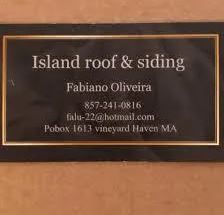 Island roof & siding
Fabiano Oliveira
857-241-0816
falu-22@hotmail.com
Pobox 1613 vineyard Haven MA